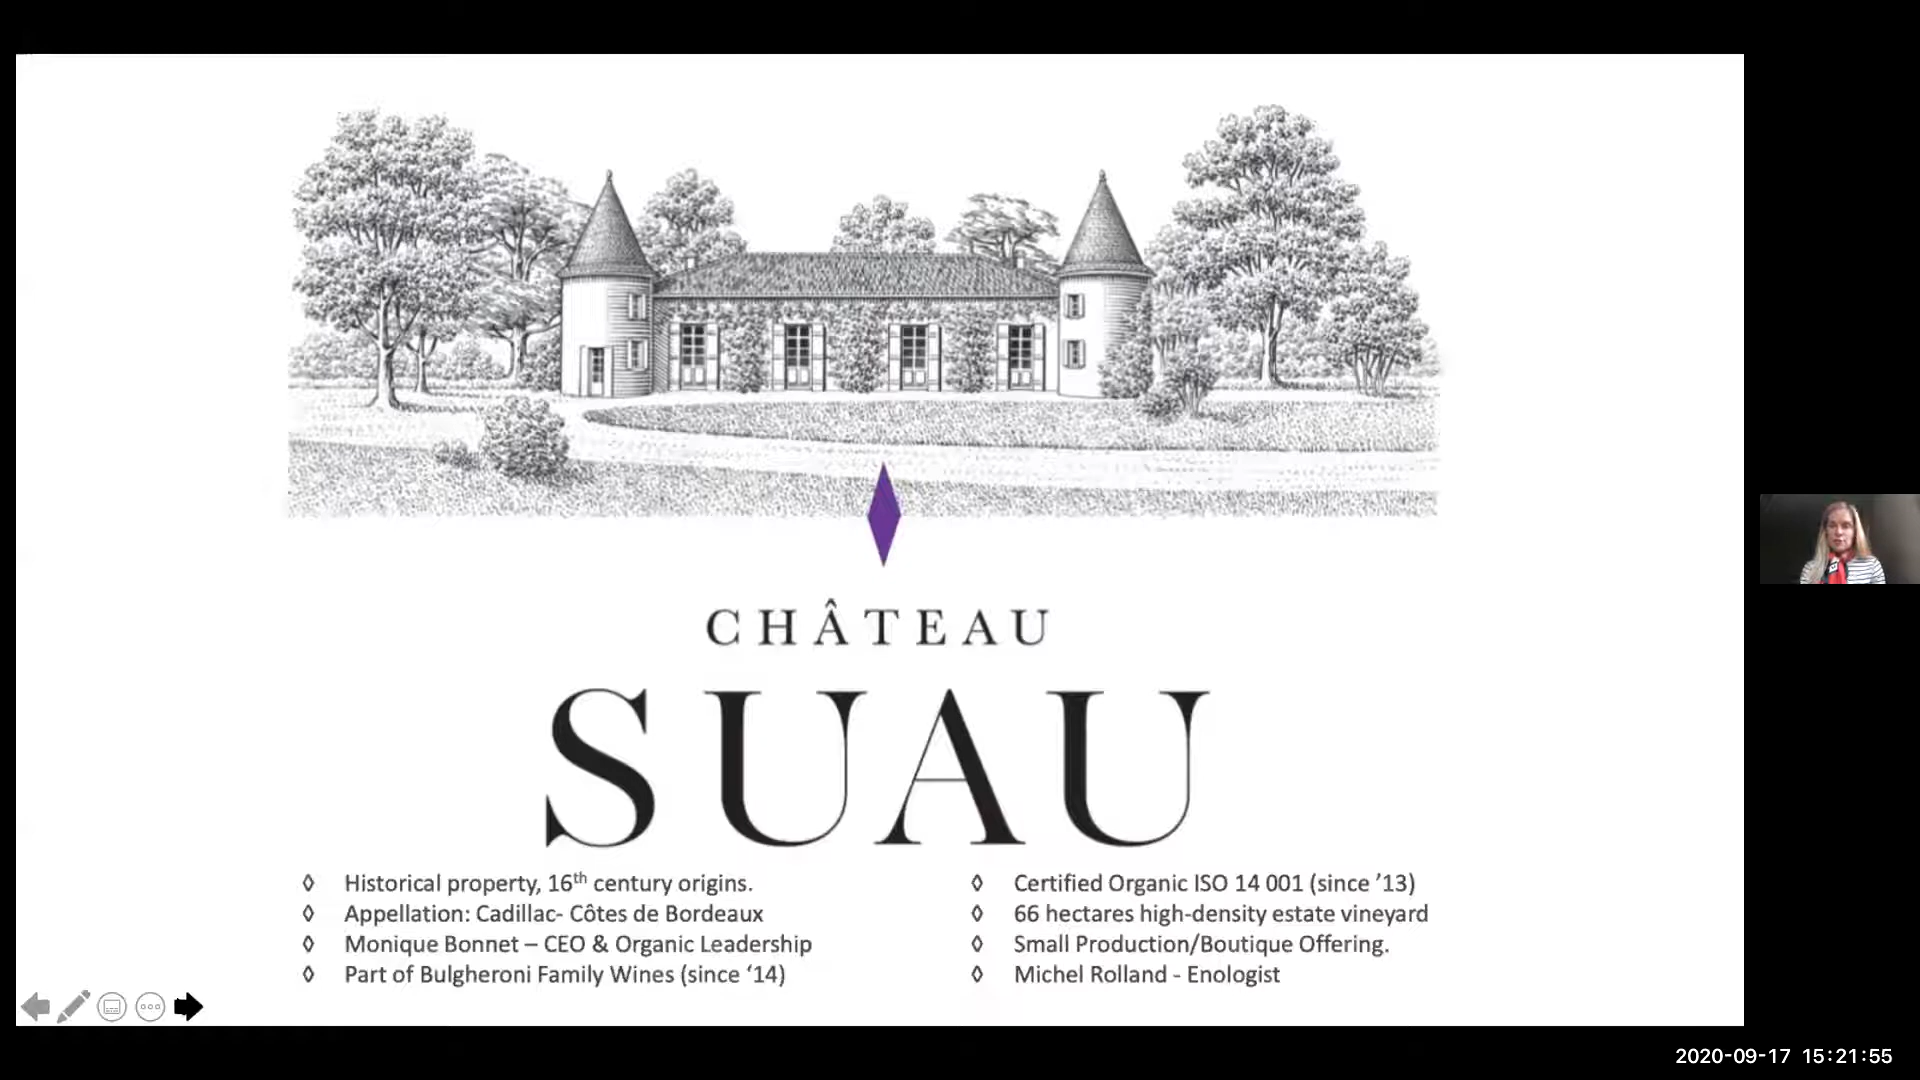 CHÂTEAU
SUAU
◊ Historical property, 16th century origins.
◊ Appellation: Cadillac- Côtes de Bordeaux
◊ Monique Bonnet – CEO & Organic Leadership
◊ Part of Bulgheroni Family Wines (since ‘14)
◊ Certified Organic ISO 14 001 (since ’13)
◊ 66 hectares high-density estate vineyard
◊ Small Production/Boutique Offering.
◊ Michel Rolland - Enologist
2020-09-17 15:21:55